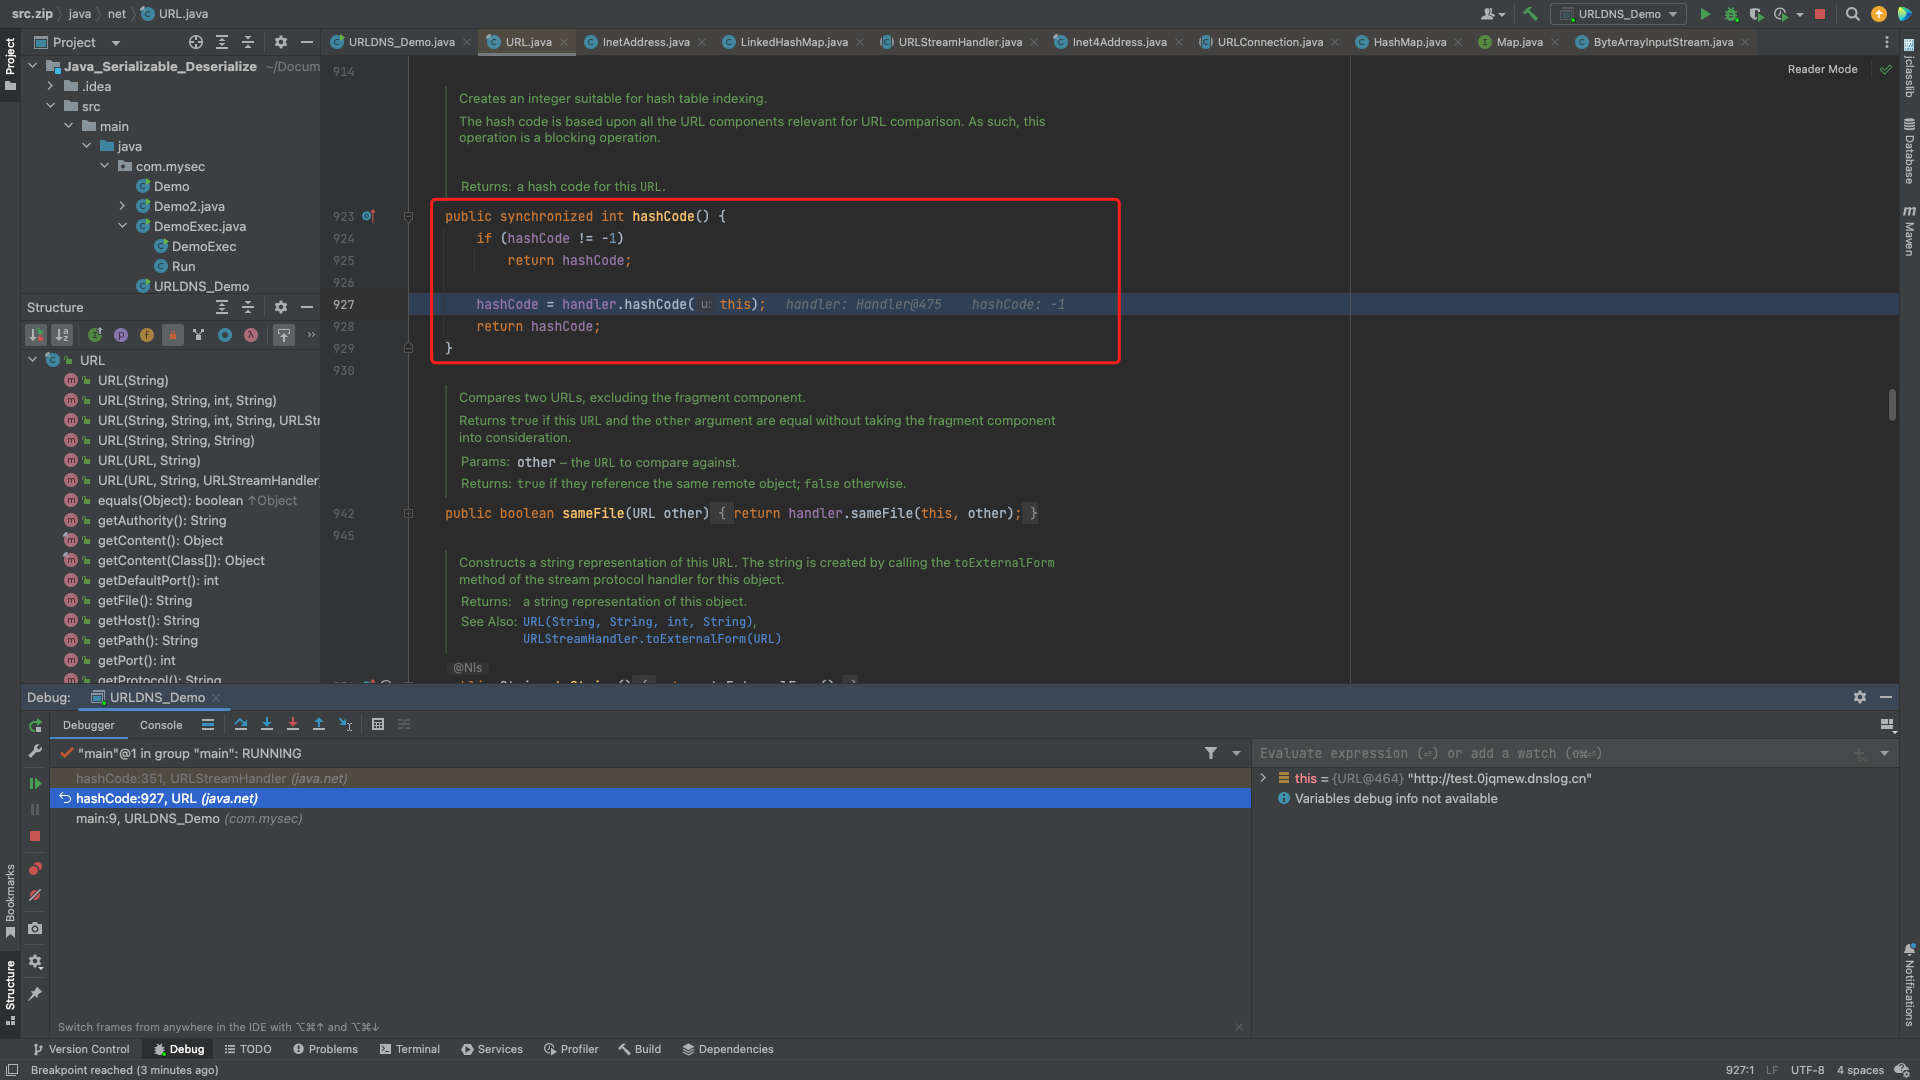 src.zip java net URL.java
URLDNS_Demo
Project
URLDNS_Demo.java URL.java InetAddress.java LinkedHashMap.java URLStreamHandler.java Inet4Address.java URLConnection.java HashMap.java Map.java ByteArrayInputStream.java
Project
Java_Serializable_Deserialize ~/Docum
.idea
src
main
java
com.mysec
Demo
Demo2.java
DemoExec.java
DemoExec
Run
URLDNS_Demo
Structure
URL
URL(String)
URL(String, String, int, String)
URL(String, String, int, String, URLStr
URL(String, String, String)
URL(URL, String)
URL(URL, String, URLStreamHandler
equals(Object): boolean ↑Object
getAuthority(): String
getContent(): Object
getContent(Class[]): Object
getDefaultPort(): int
getFile(): String
getHost(): String
getPath(): String
getPort(): int
getProtocol(): String
Reader Mode
914
Creates an integer suitable for hash table indexing.
The hash code is based upon all the URL components relevant for URL comparison. As such, this
operation is a blocking operation.
Returns: a hash code for this URL.
923 public synchronized int hashCode() {
924 if (hashCode != -1)
925 return hashCode;
926
927 hashCode = handler.hashCode( u: this); handler: Handler@475 hashCode: -1
928 return hashCode;
929 }
930
Compares two URLs, excluding the fragment component.
Returns true if this URL and the other argument are equal without taking the fragment component
into consideration.
Params: other – the URL to compare against.
Returns: true if they reference the same remote object; false otherwise.
942 public boolean sameFile(URL other) { return handler.sameFile(this, other); }
945
Constructs a string representation of this URL. The string is created by calling the toExternalForm
method of the stream protocol handler for this object.
Returns: a string representation of this object.
See Also: URL(String, String, int, String),
URLStreamHandler.toExternalForm(URL)
@Nls
jclasslib
Database
Maven
Notifications
Debug: URLDNS_Demo
Debugger Console
"main"@1 in group "main": RUNNING
hashCode:351, URLStreamHandler (java.net)
hashCode:927, URL (java.net)
main:9, URLDNS_Demo (com.mysec)
Evaluate expression (⏎) or add a watch (⇧⌘⏎)
this = {URL@464} "http://test.0jqmew.dnslog.cn"
Variables debug info not available
Bookmarks
Structure
Switch frames from anywhere in the IDE with ⌥⌘↑ and ⌥⌘↓
Version Control Debug TODO Problems Terminal Services Profiler Build Dependencies
Breakpoint reached (3 minutes ago)
927:1 LF UTF-8 4 spaces